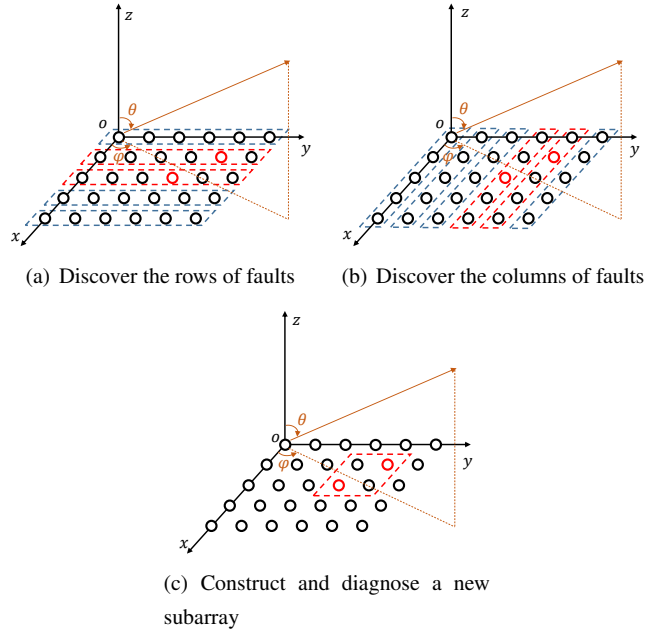 z
θ
o
φ
y
x
(a) Discover the rows of faults
z
θ
o
φ
y
x
(b) Discover the columns of faults
z
θ
o
φ
y
x
(c) Construct and diagnose a new
subarray